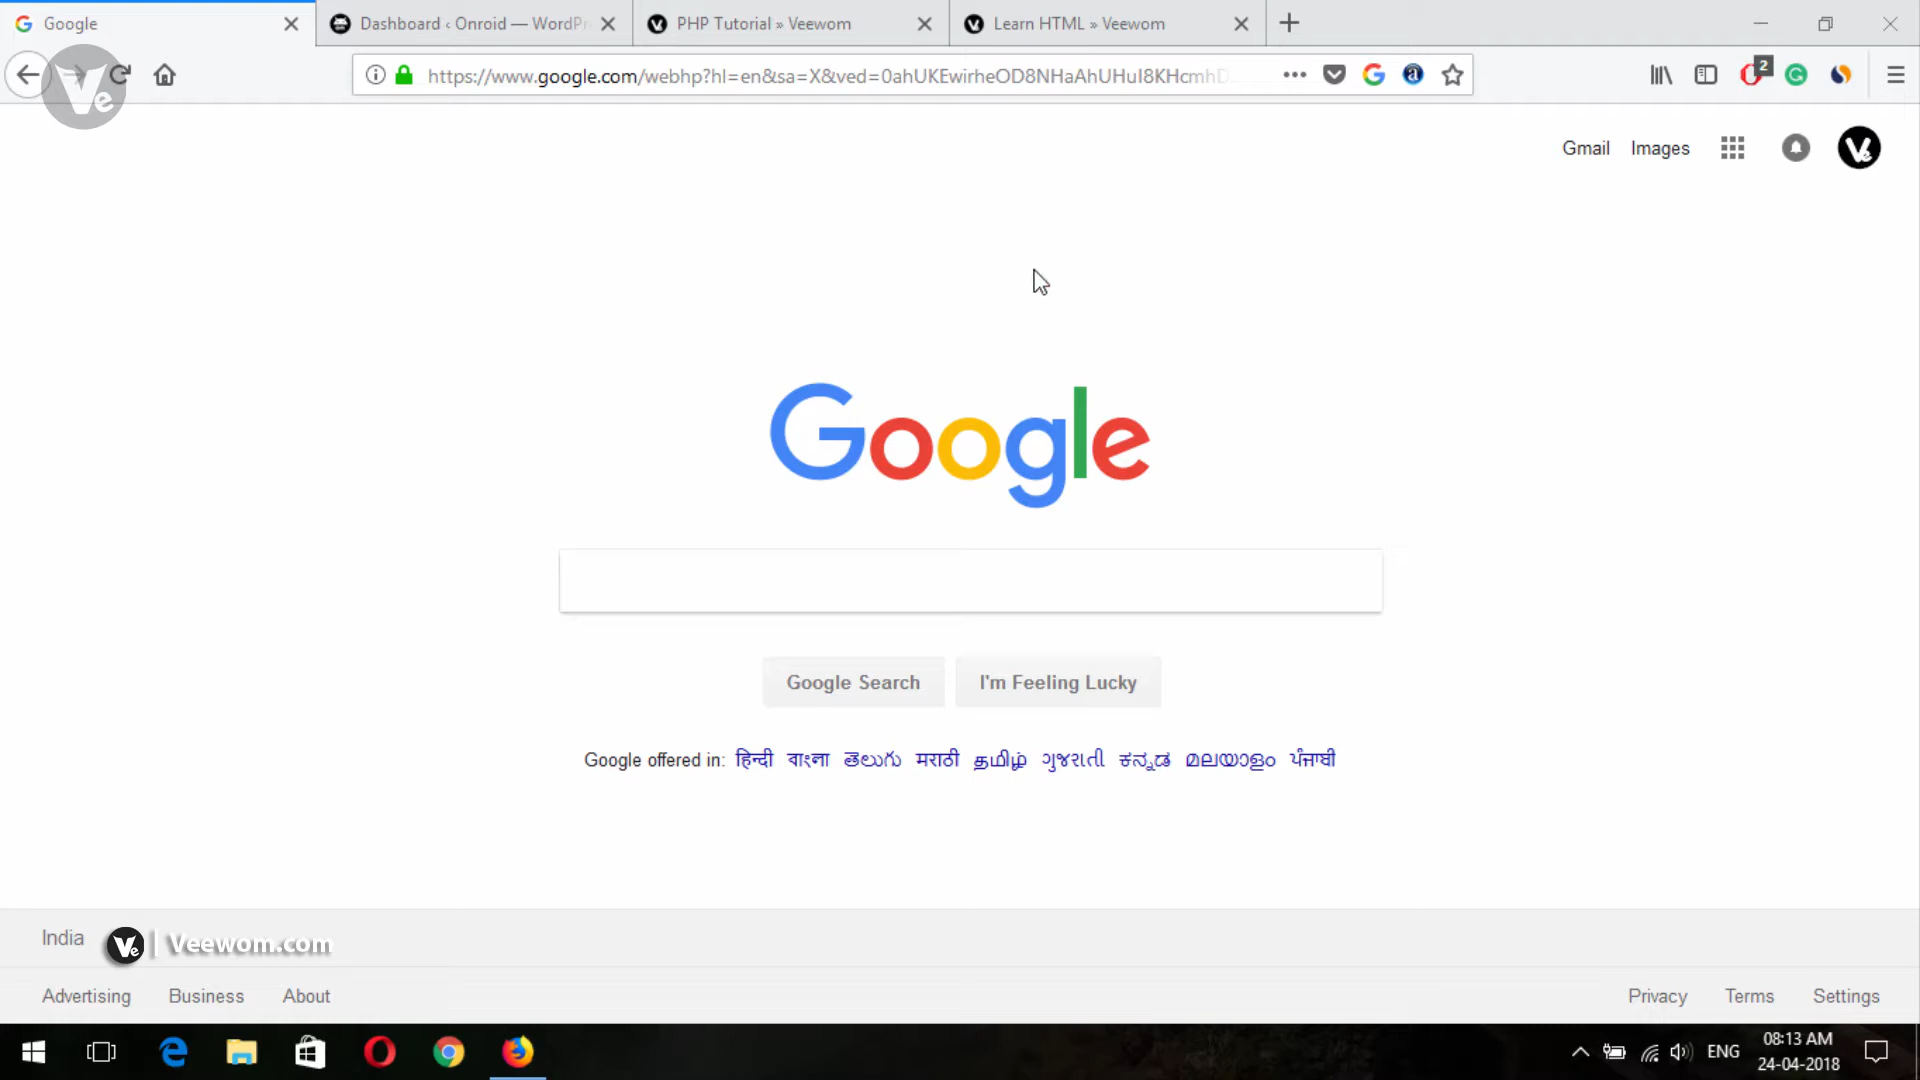 Google
Dashboard ‹ Onroid — WordPr
PHP Tutorial » Veewom
Learn HTML » Veewom
https://www.google.com/webhp?hl=en&sa=X&ved=0ahUKEwirheOD8NHaAhUHuI8KHcmhD
2
Gmail Images
Google
Google Search
I'm Feeling Lucky
Google offered in: हिन्दी বাংলা తెలుగు मराठी தமிழ் ગુજરાતી ಕನ್ನಡ മലയാളം ਪੰਜਾਬੀ
India
Ve | Veewom.com
Advertising Business About
Privacy Terms Settings
ENG
08:13 AM
24-04-2018